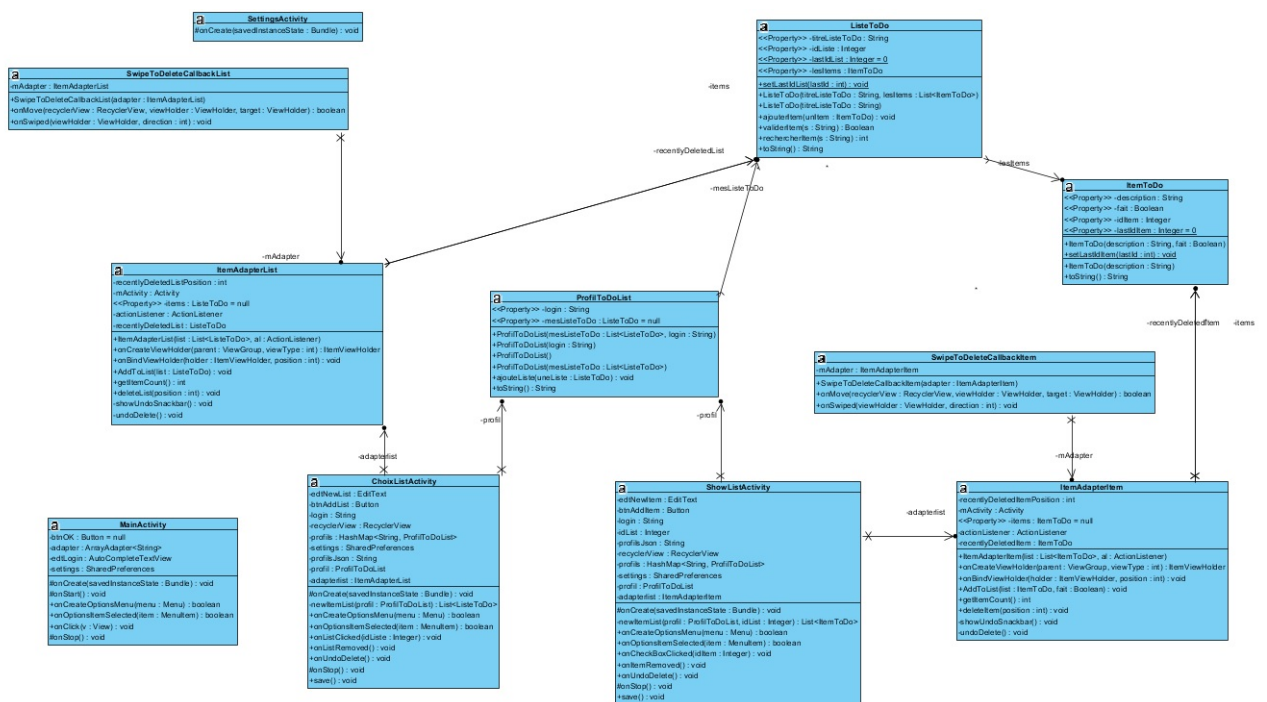 SettingsActivity
#onCreate(savedInstanceState : Bundle) : void
SwipeToDeleteCallbackList
-mAdapter : ItemAdapterList
+SwipeToDeleteCallbackList(adapter : ItemAdapterList)
+onMove(recyclerView : RecyclerView, viewHolder : ViewHolder, target : ViewHolder) : boolean
+onSwiped(viewHolder : ViewHolder, direction : int) : void
ListeToDo
<<Property>> -titreListeToDo : String
<<Property>> -idListe : Integer
<<Property>> -lastIdList : Integer = 0
<<Property>> -lesItems : ItemToDo
+setLastIdList(lastId : int) : void
+ListeToDo(titreListeToDo : String, lesItems : List<ItemToDo>)
+ListeToDo(titreListeToDo : String)
+ajouterItem(unItem : ItemToDo) : void
+validerItem(s : String) : Boolean
+rechercherItem(s : String) : int
+toString() : String
-items
-recentlyDeletedList
-mesListeToDo
-lesItems
ItemToDo
<<Property>> -description : String
<<Property>> -fait : Boolean
<<Property>> -idItem : Integer
<<Property>> -lastIdItem : Integer = 0
+ItemToDo(description : String, fait : Boolean)
+setLastIdItem(lastId : int) : void
+ItemToDo(description : String)
+toString() : String
-mAdapter
ItemAdapterList
-recentlyDeletedListPosition : int
-mActivity : Activity
<<Property>> -items : ListeToDo = null
-actionListener : ActionListener
-recentlyDeletedList : ListeToDo
+ItemAdapterList(list : List<ListeToDo>, al : ActionListener)
+onCreateViewHolder(parent : ViewGroup, viewType : int) : ItemViewHolder
+onBindViewHolder(holder : ItemViewHolder, position : int) : void
+AddToList(list : ListeToDo) : void
+getItemCount() : int
+deleteList(position : int) : void
-showUndoSnackbar() : void
-undoDelete() : void
ProfilToDoList
<<Property>> -login : String
<<Property>> -mesListeToDo : ListeToDo = null
+ProfilToDoList(mesListeToDo : List<ListeToDo>, login : String)
+ProfilToDoList(login : String)
+ProfilToDoList()
+ProfilToDoList(mesListeToDo : List<ListeToDo>)
+ajouteListe(uneListe : ListeToDo) : void
+toString() : String
-recentlyDeletedItem
-items
SwipeToDeleteCallbackItem
-mAdapter : ItemAdapterItem
+SwipeToDeleteCallbackItem(adapter : ItemAdapterItem)
+onMove(recyclerView : RecyclerView, viewHolder : ViewHolder, target : ViewHolder) : boolean
+onSwiped(viewHolder : ViewHolder, direction : int) : void
-adapterlist
-profil
-profil
-mAdapter
ChoixListActivity
-edtNewList : EditText
-btnAddList : Button
-login : String
-recyclerView : RecyclerView
-profils : HashMap<String, ProfilToDoList>
-settings : SharedPreferences
-profilsJson : String
-profil : ProfilToDoList
-adapterlist : ItemAdapterList
#onCreate(savedInstanceState : Bundle) : void
-newItemList(profil : ProfilToDoList) : List<ListeToDo>
+onCreateOptionsMenu(menu : Menu) : boolean
+onOptionsItemSelected(item : MenuItem) : boolean
+onListClicked(idListe : Integer) : void
+onListRemoved() : void
+onUndoDelete() : void
#onStop() : void
+save() : void
ShowListActivity
-edtNewItem : EditText
-btnAddItem : Button
-login : String
-idList : Integer
-profilsJson : String
-recyclerView : RecyclerView
-profils : HashMap<String, ProfilToDoList>
-settings : SharedPreferences
-profil : ProfilToDoList
-adapterlist : ItemAdapterItem
#onCreate(savedInstanceState : Bundle) : void
-newItemList(profil : ProfilToDoList, idList : Integer) : List<ItemToDo>
+onCreateOptionsMenu(menu : Menu) : boolean
+onOptionsItemSelected(item : MenuItem) : boolean
+onCheckBoxClicked(idItem : Integer) : void
+onItemRemoved() : void
+onUndoDelete() : void
#onStop() : void
+save() : void
-adapterlist
ItemAdapterItem
-recentlyDeletedItemPosition : int
-mActivity : Activity
<<Property>> -items : ItemToDo = null
-actionListener : ActionListener
-recentlyDeletedItem : ItemToDo
+ItemAdapterItem(list : List<ItemToDo>, al : ActionListener)
+onCreateViewHolder(parent : ViewGroup, viewType : int) : ItemViewHolder
+onBindViewHolder(holder : ItemViewHolder, position : int) : void
+AddToList(list : ItemToDo, fait : Boolean) : void
+getItemCount() : int
+deleteItem(position : int) : void
-showUndoSnackbar() : void
-undoDelete() : void
MainActivity
-btnOK : Button = null
-adapter : ArrayAdapter<String>
-edtLogin : AutoCompleteTextView
-settings : SharedPreferences
#onCreate(savedInstanceState : Bundle) : void
#onStart() : void
+onCreateOptionsMenu(menu : Menu) : boolean
+onOptionsItemSelected(item : MenuItem) : boolean
+onClick(v : View) : void
#onStop() : void